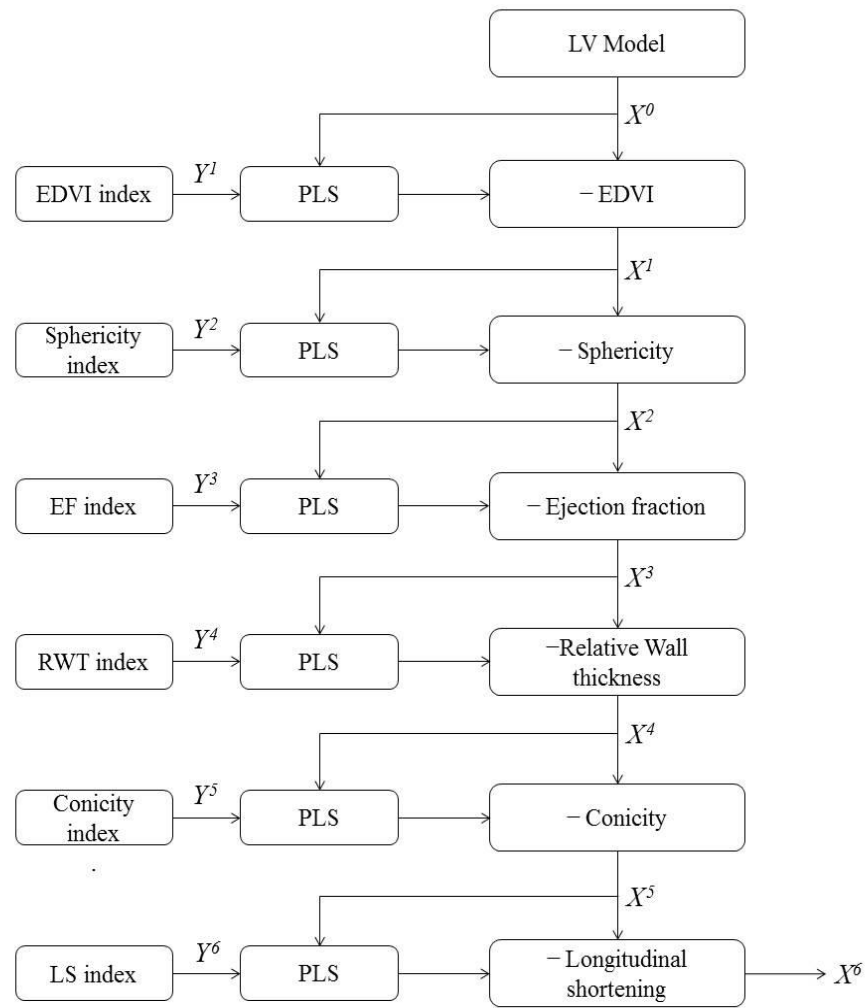 LV Model
X⁰
EDVI index
Y¹
PLS
– EDVI
X¹
Sphericity
index
Y²
PLS
– Sphericity
X²
EF index
Y³
PLS
– Ejection fraction
X³
RWT index
Y⁴
PLS
–Relative Wall
thickness
X⁴
Conicity
index
.
Y⁵
PLS
– Conicity
X⁵
LS index
Y⁶
PLS
– Longitudinal
shortening
X⁶